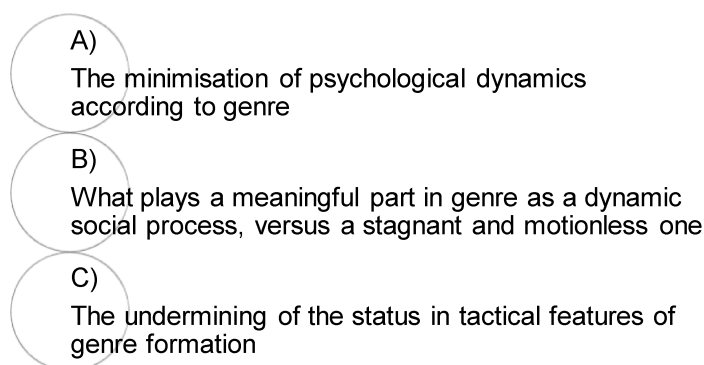 A)
The minimisation of psychological dynamics
according to genre
B)
What plays a meaningful part in genre as a dynamic
social process, versus a stagnant and motionless one
C)
The undermining of the status in tactical features of
genre formation